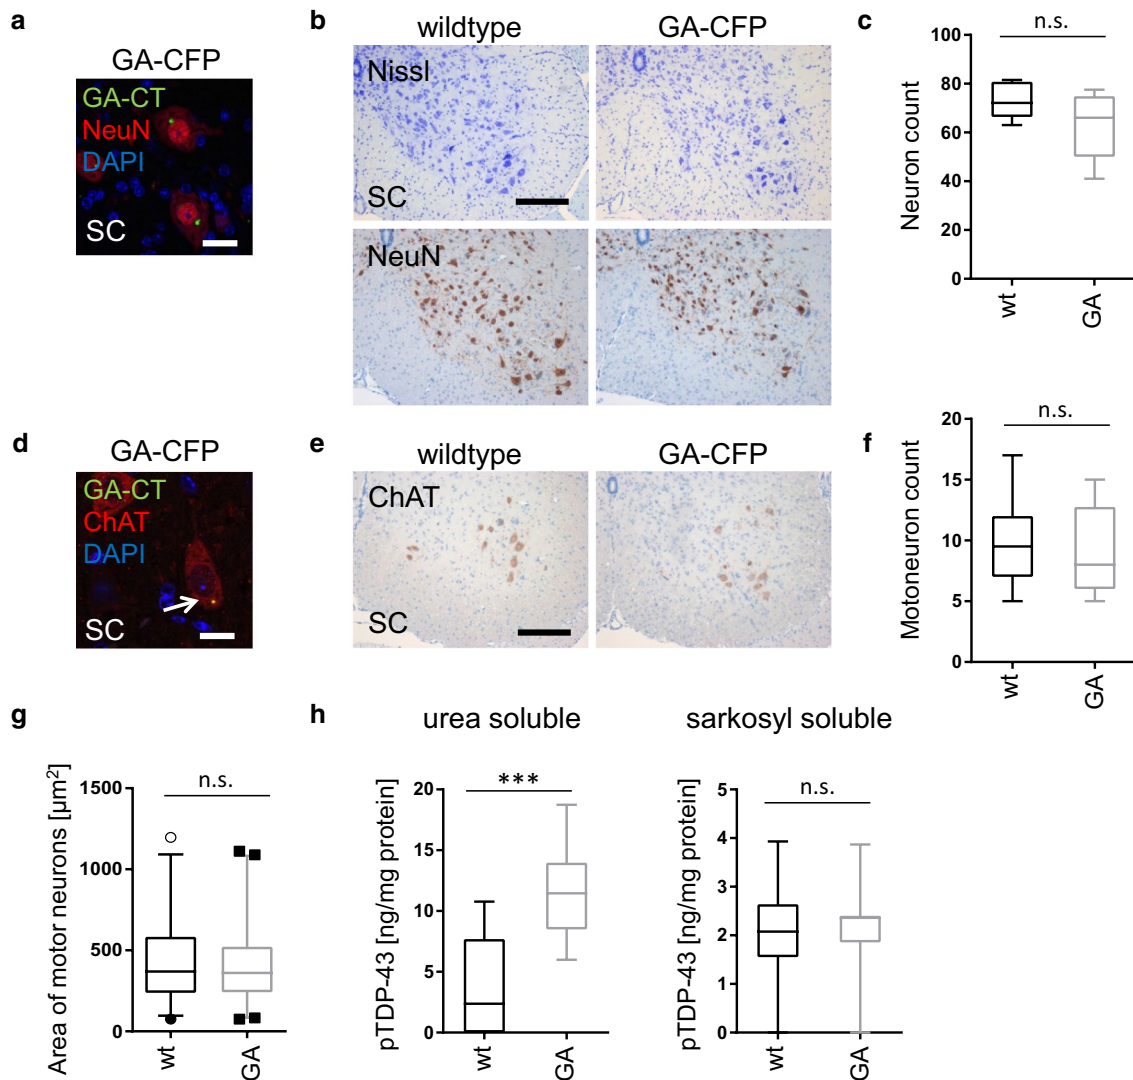 a
GA-CFP
GA-CT
NeuN
DAPI
SC
b
wildtype
GA-CFP
Nissl
SC
NeuN
c
n.s.
Neuron count
100
80
60
40
20
0
wt
GA
d
GA-CFP
GA-CT
ChAT
DAPI
SC
e
wildtype
GA-CFP
ChAT
SC
f
n.s.
Motoneuron count
20
15
10
5
0
wt
GA
g
n.s.
Area of motor neurons [µm²]
1500
1000
500
0
wt
GA
h
urea soluble
***
pTDP-43 [ng/mg protein]
20
15
10
5
0
wt
GA
sarkosyl soluble
n.s.
pTDP-43 [ng/mg protein]
5
4
3
2
1
0
wt
GA